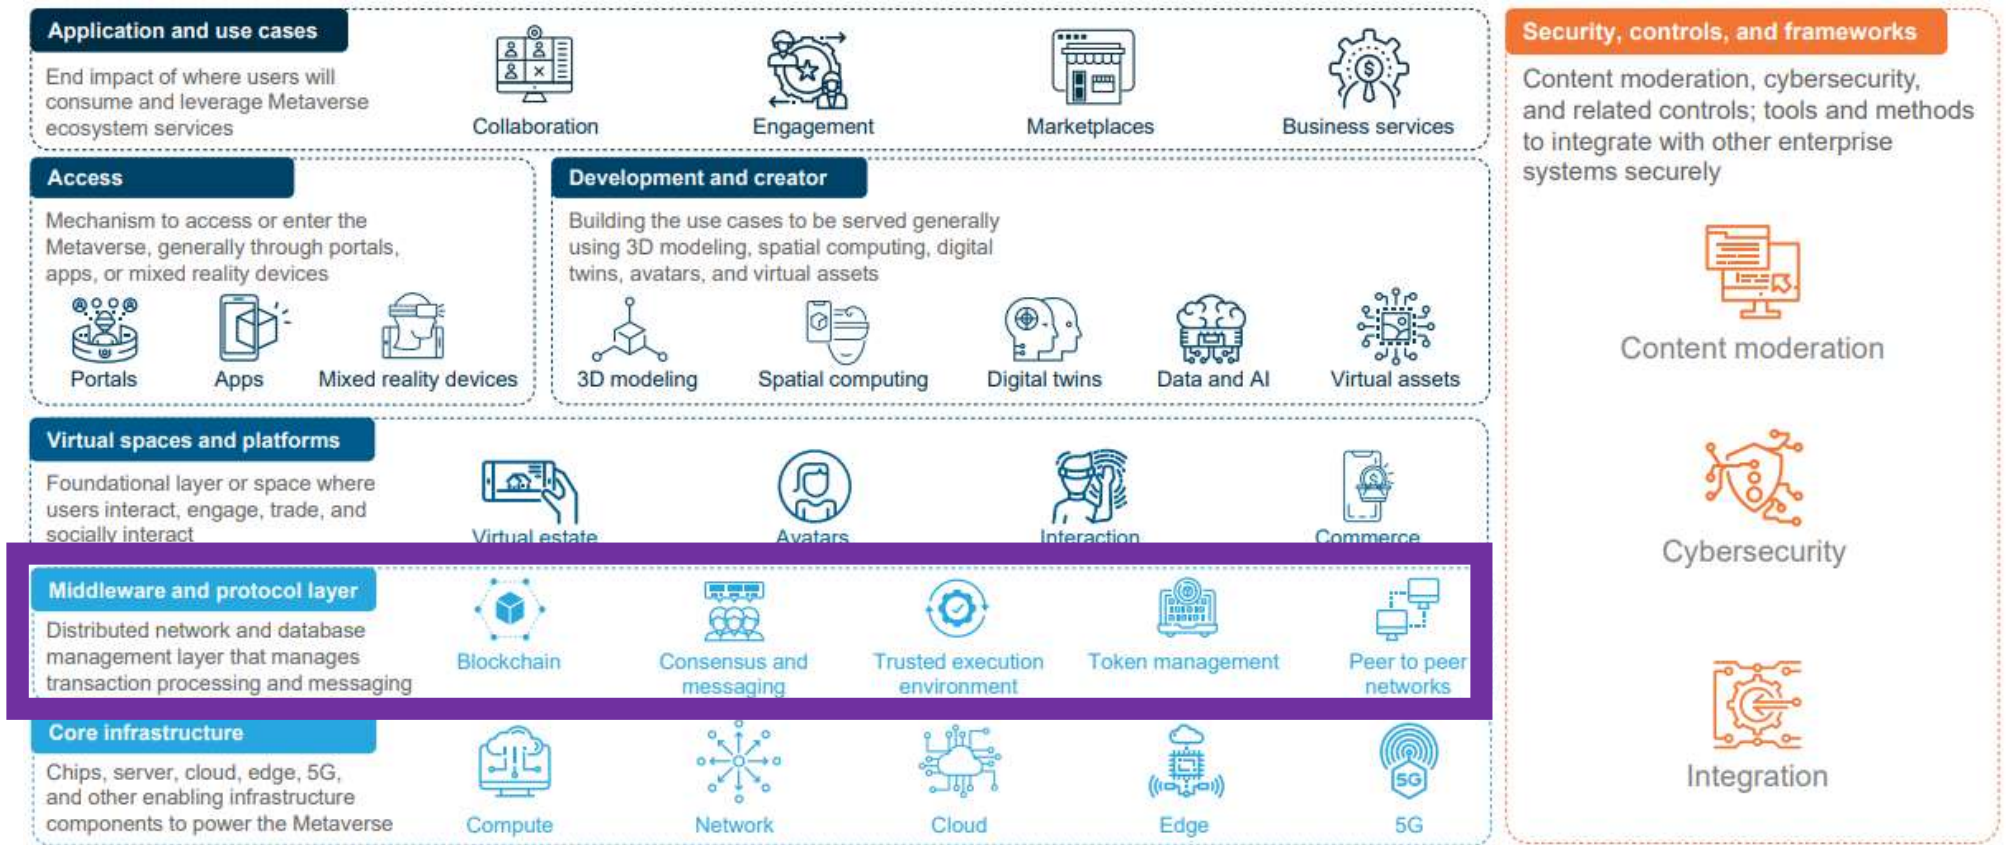 Application and use cases
End impact of where users will
consume and leverage Metaverse
ecosystem services
Collaboration
Engagement
Marketplaces
Business services
Access
Mechanism to access or enter the
Metaverse, generally through portals,
apps, or mixed reality devices
Portals
Apps
Mixed reality devices
Development and creator
Building the use cases to be served generally
using 3D modeling, spatial computing, digital
twins, avatars, and virtual assets
3D modeling
Spatial computing
Digital twins
Data and AI
Virtual assets
Virtual spaces and platforms
Foundational layer or space where
users interact, engage, trade, and
socially interact
Virtual estate
Avatars
Interaction
Commerce
Middleware and protocol layer
Distributed network and database
management layer that manages
transaction processing and messaging
Blockchain
Consensus and
messaging
Trusted execution
environment
Token management
Peer to peer
networks
Core infrastructure
Chips, server, cloud, edge, 5G,
and other enabling infrastructure
components to power the Metaverse
Compute
Network
Cloud
Edge
5G
5G
Security, controls, and frameworks
Content moderation, cybersecurity,
and related controls; tools and methods
to integrate with other enterprise
systems securely
Content moderation
Cybersecurity
Integration